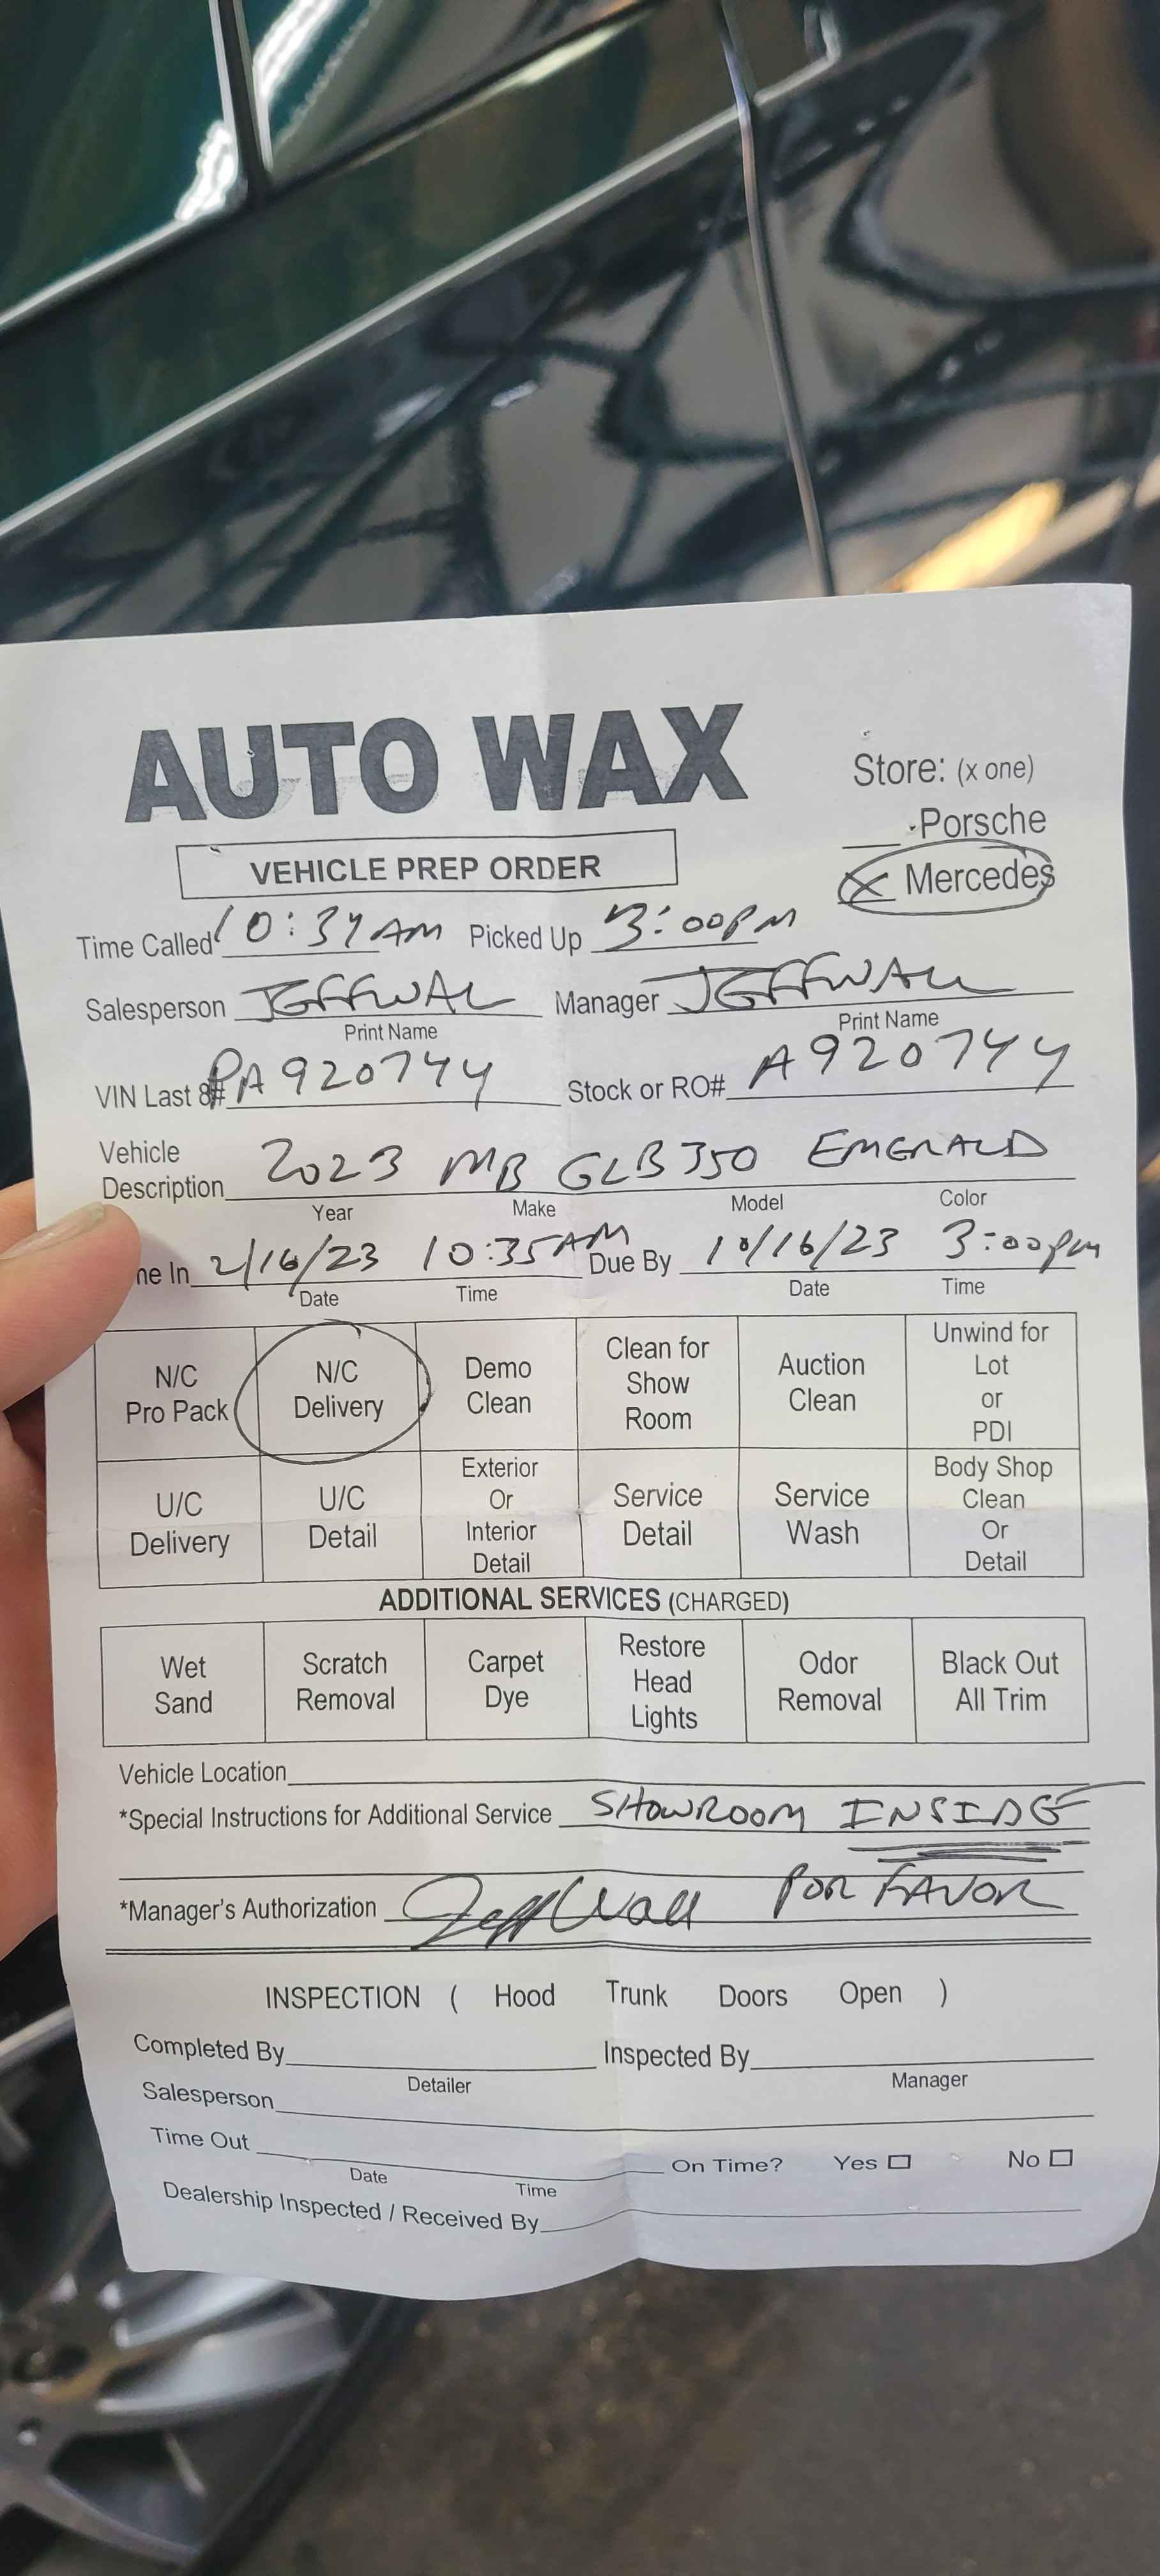 AUTO WAX
Store: (x one)
Porsche
VEHICLE PREP ORDER
X Mercedes
Time Called 10:34AM Picked Up 3:00PM
Salesperson JEFFWALL Manager JEFFWALL
Print Name Print Name
VIN Last 8# PA920744 Stock or RO# A920744
Vehicle
Description 2023 MB GLB350 EMERALD
Year Make Model Color
me In 2/16/23 10:35AM Due By 10/16/23 3:00pm
Date Time Date Time
N/C Pro Pack
N/C Delivery
Demo Clean
Clean for Show Room
Auction Clean
Unwind for Lot or PDI
U/C Delivery
U/C Detail
Exterior Or Interior Detail
Service Detail
Service Wash
Body Shop Clean Or Detail
ADDITIONAL SERVICES (CHARGED)
Wet Sand
Scratch Removal
Carpet Dye
Restore Head Lights
Odor Removal
Black Out All Trim
Vehicle Location
*Special Instructions for Additional Service SHOWROOM INSIDE
*Manager's Authorization Jeff Wall POR FAVOR
INSPECTION ( Hood Trunk Doors Open )
Completed By Inspected By
Detailer Manager
Salesperson
Time Out On Time? Yes No
Date Time
Dealership Inspected / Received By